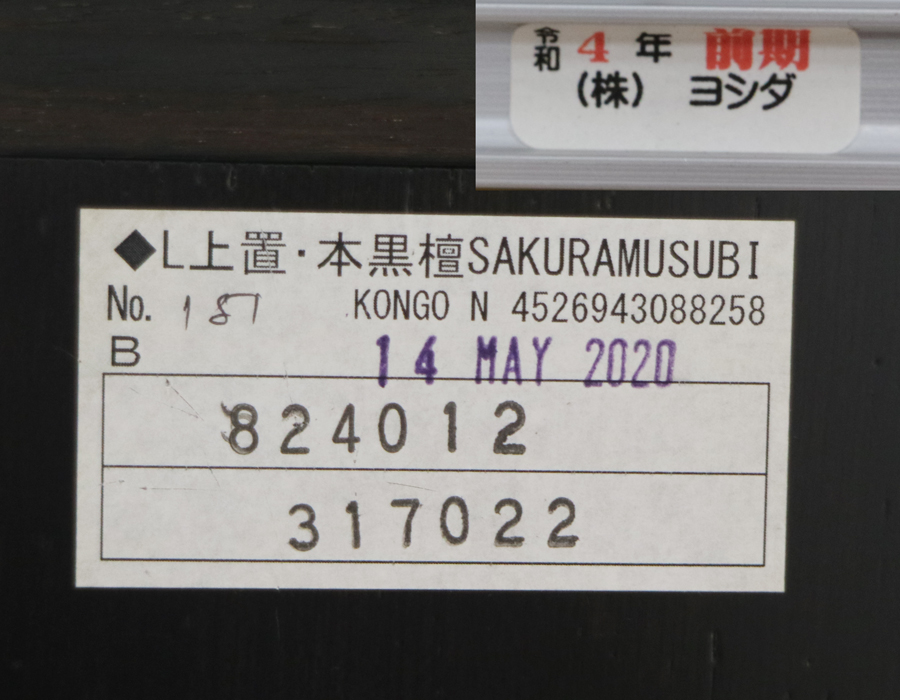 令和4年 前期
(株) ヨシダ
◆L上置・本黒檀SAKURAMUSUBI
No. 181 KONGO N 4526943088258
B 14 MAY 2020
824012
317022